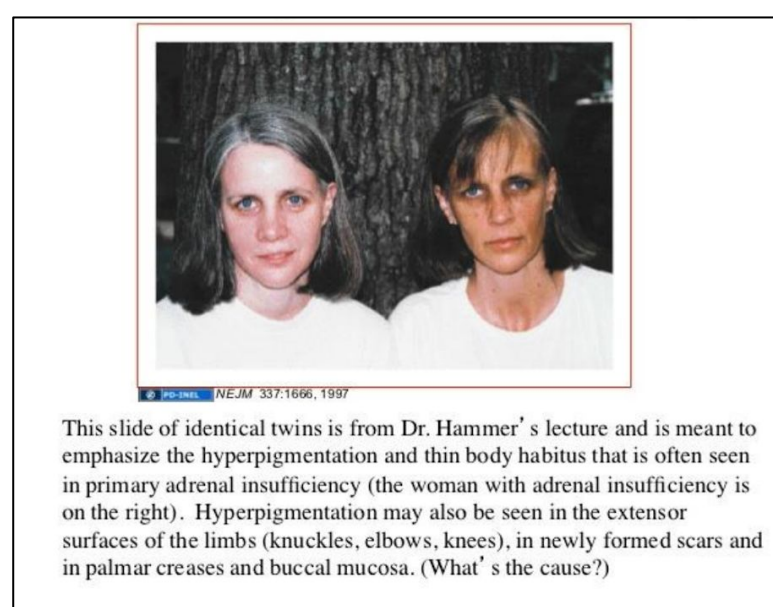 PD-INEL NEJM 337:1666, 1997
This slide of identical twins is from Dr. Hammer's lecture and is meant to
emphasize the hyperpigmentation and thin body habitus that is often seen
in primary adrenal insufficiency (the woman with adrenal insufficiency is
on the right).  Hyperpigmentation may also be seen in the extensor
surfaces of the limbs (knuckles, elbows, knees), in newly formed scars and
in palmar creases and buccal mucosa. (What's the cause?)